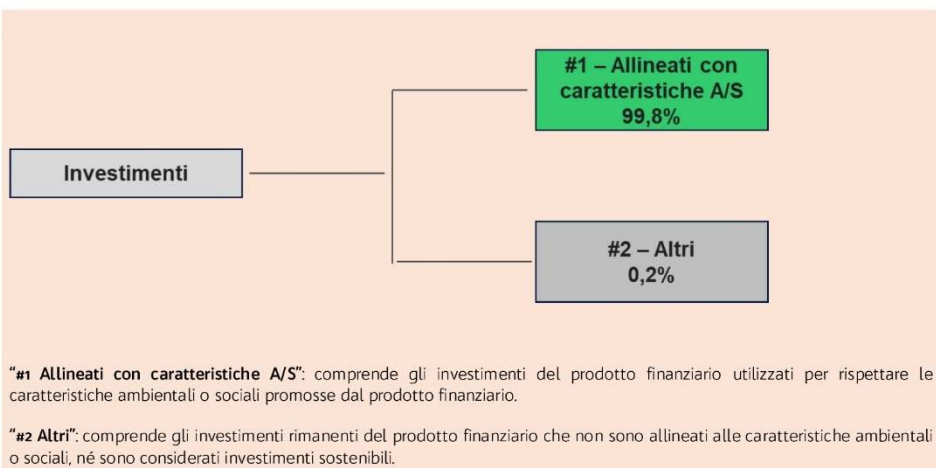 #1 – Allineati con
caratteristiche A/S
99,8%
Investimenti
#2 – Altri
0,2%
“#1 Allineati con caratteristiche A/S”: comprende gli investimenti del prodotto finanziario utilizzati per rispettare le
caratteristiche ambientali o sociali promosse dal prodotto finanziario.
“#2 Altri”: comprende gli investimenti rimanenti del prodotto finanziario che non sono allineati alle caratteristiche ambientali
o sociali, né sono considerati investimenti sostenibili.